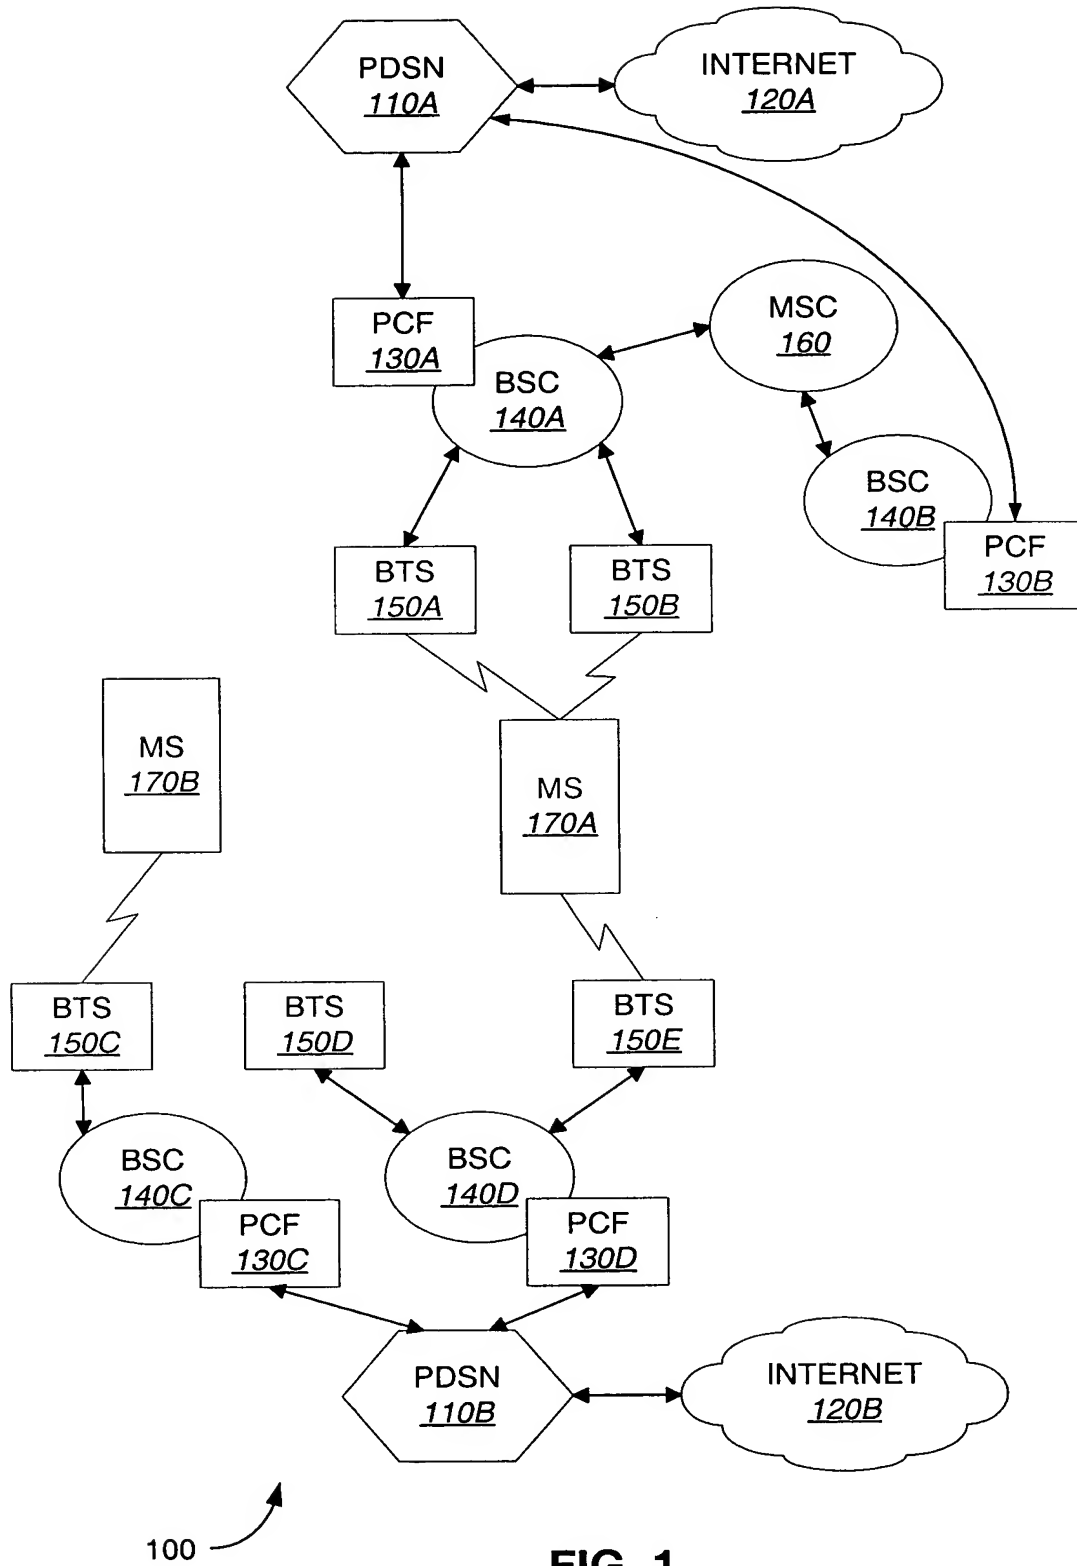 PDSN
110A
INTERNET
120A
PCF
130A
MSC
160
BSC
140A
BSC
140B
PCF
130B
BTS
150A
BTS
150B
MS
170B
MS
170A
BTS
150C
BTS
150D
BTS
150E
BSC
140C
BSC
140D
PCF
130C
PCF
130D
PDSN
110B
INTERNET
120B
100
FIG. 1